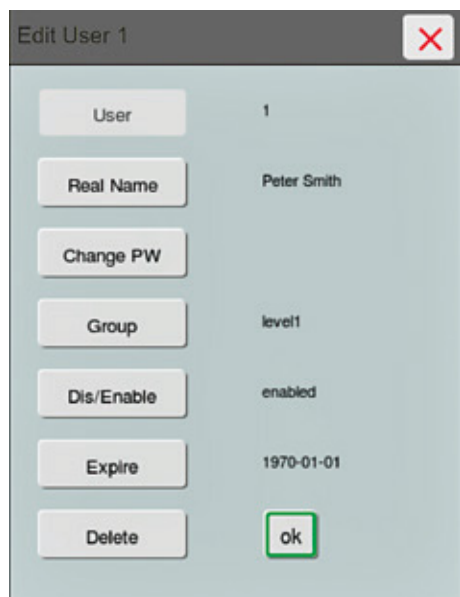 Edit User 1
User 1
Real Name Peter Smith
Change PW
Group level1
Dis/Enable enabled
Expire 1970-01-01
Delete ok